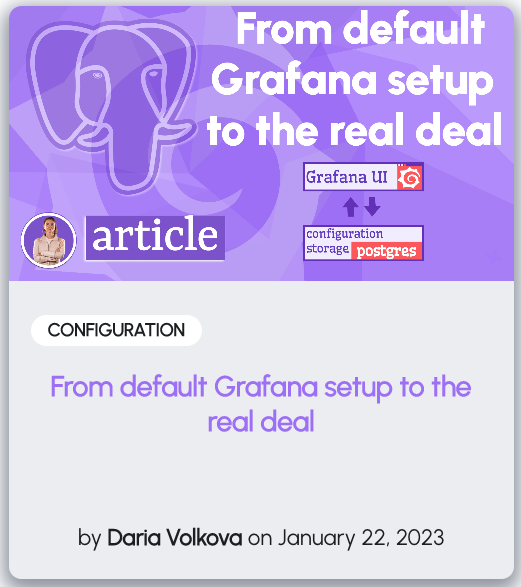 From default
Grafana setup
to the real deal
Grafana UI
article
configuration
storage postgres
CONFIGURATION
From default Grafana setup to the
real deal
by Daria Volkova on January 22, 2023